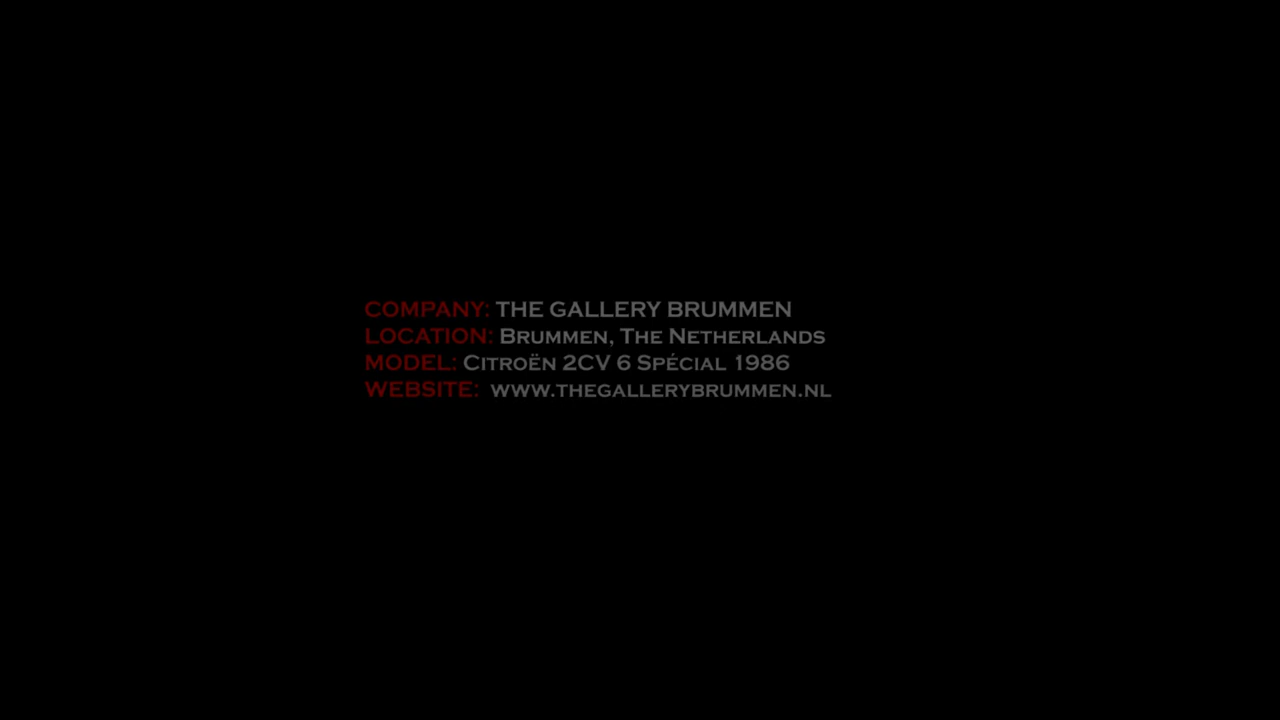 COMPANY: THE GALLERY BRUMMEN
LOCATION: Brummen, The Netherlands
MODEL: Citroën 2CV 6 Spécial 1986
WEBSITE: www.thegallerybrummen.nl